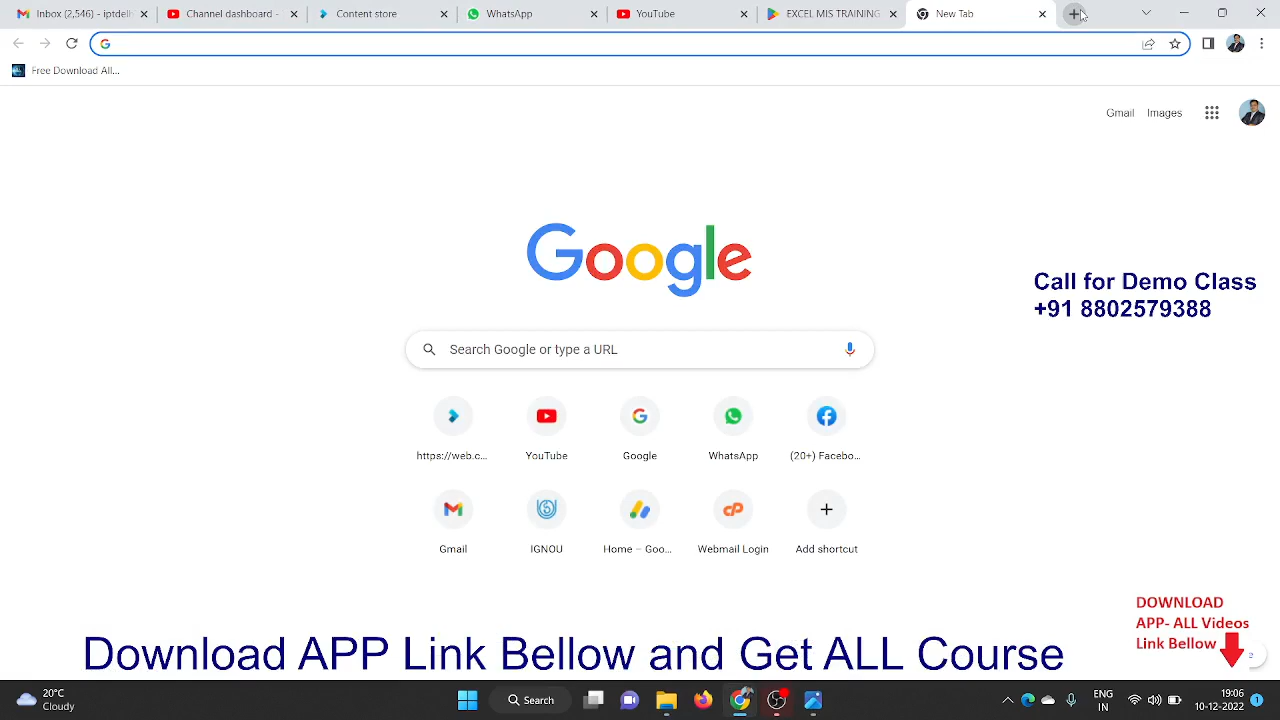 Inbox (2,546) - iptdelh
Channel dashboard -
Content store
WhatsApp
YouTube
EXCEL MIS TRAINING
New Tab
Free Download All...
Gmail
Images
Google
Call for Demo Class
+91 8802579388
Search Google or type a URL
https://web.c...
YouTube
Google
WhatsApp
(20+) Facebo...
Gmail
IGNOU
Home – Goo...
Webmail Login
Add shortcut
DOWNLOAD
APP- ALL Videos
Link Bellow
Download APP Link Bellow and Get ALL Course
20°C
Cloudy
Search
ENG
IN
19:06
10-12-2022